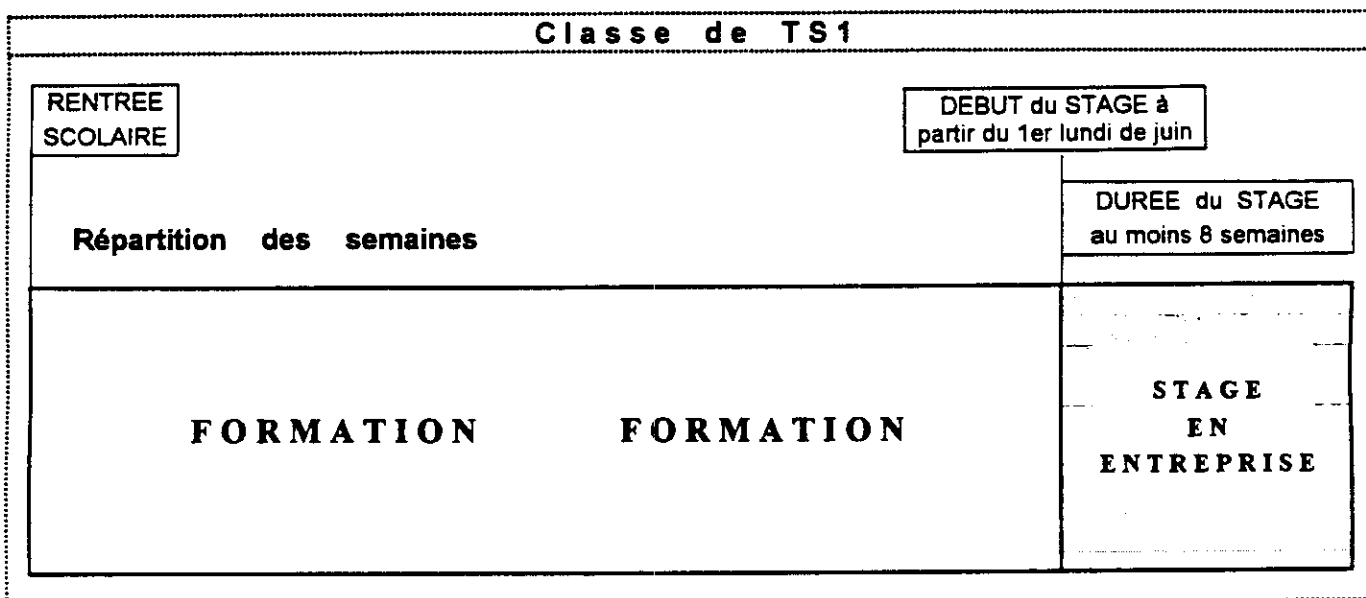 Classe de TS1
RENTREE
SCOLAIRE
DEBUT du STAGE à
partir du 1er lundi de juin
DUREE du STAGE
au moins 8 semaines
Répartition des semaines
FORMATION FORMATION
STAGE
EN
ENTREPRISE